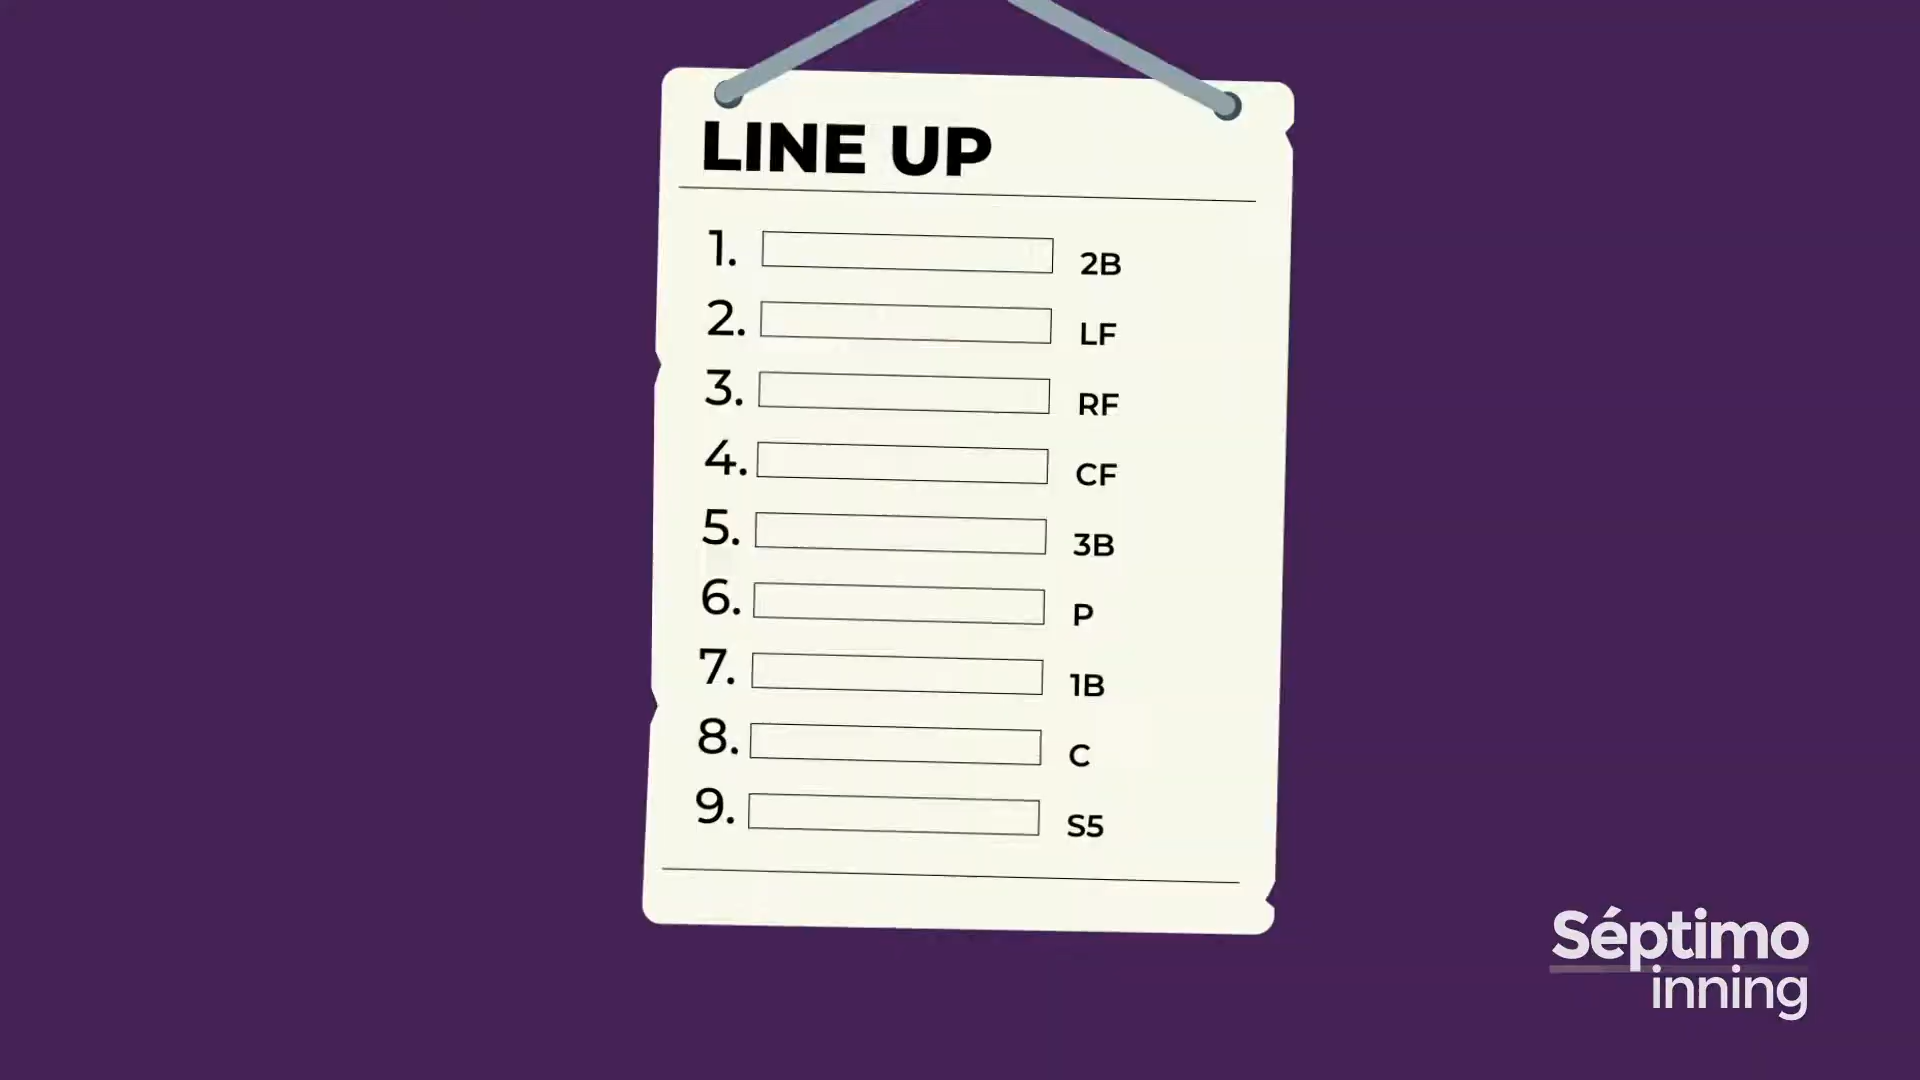 LINE UP
1. 2B
2. LF
3. RF
4. CF
5. 3B
6. P
7. 1B
8. C
9. S5
Séptimo
inning